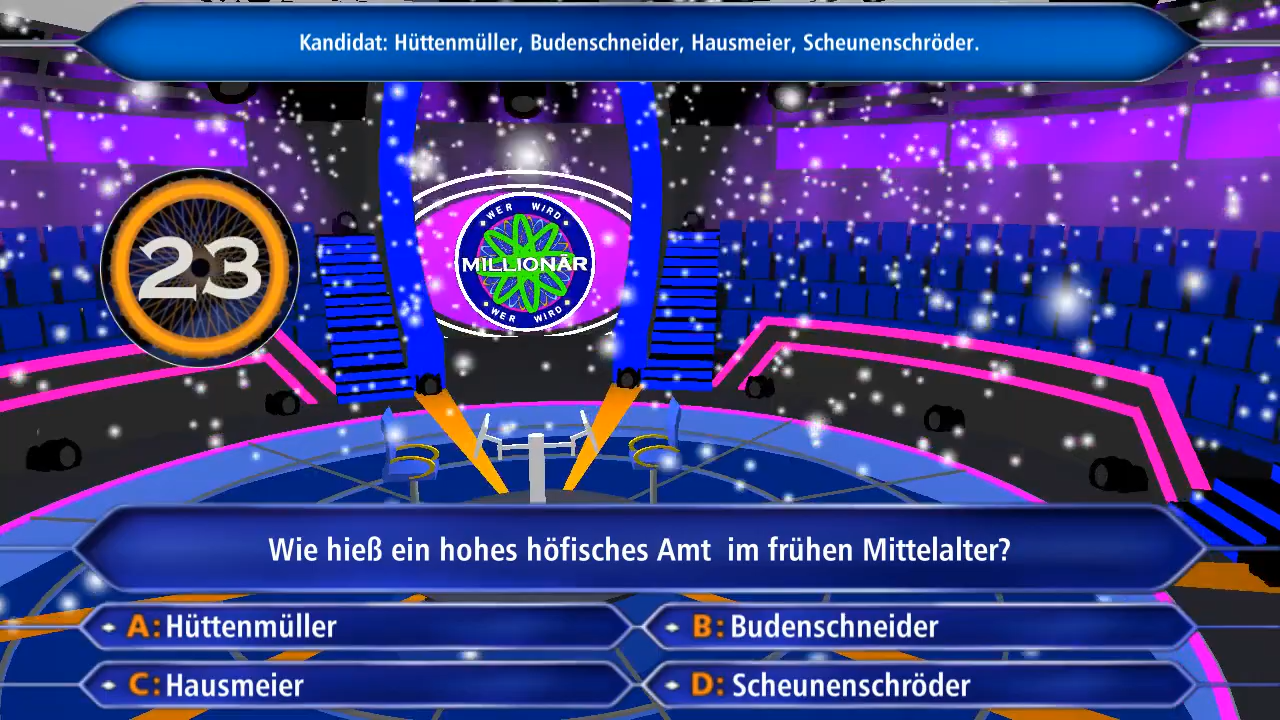 Kandidat: Hüttenmüller, Budenschneider, Hausmeier, Scheunenschröder.
23
WER WIRD
MILLIONÄR
WER WIRD
Wie hieß ein hohes höfisches Amt im frühen Mittelalter?
A: Hüttenmüller
B: Budenschneider
C: Hausmeier
D: Scheunenschröder